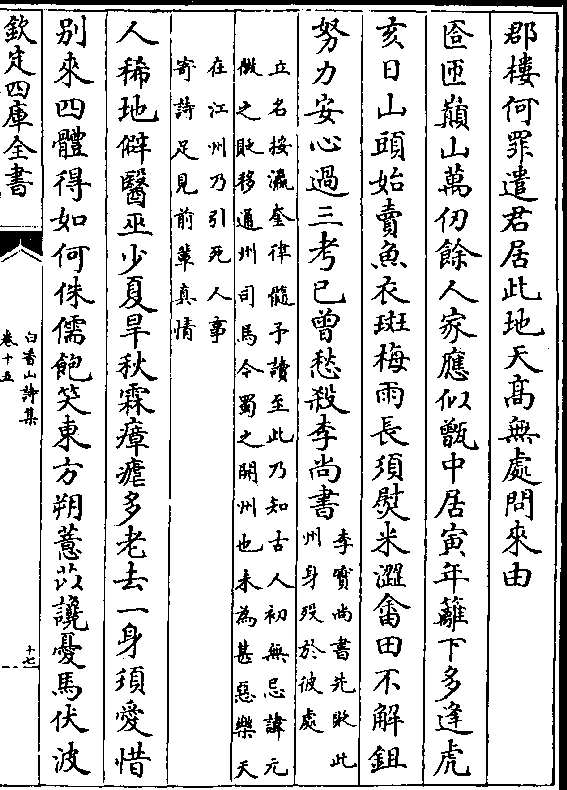 郡樓何罪遣君居此地天髙無處問來由
匼匝巔山萬仞餘人家應似甑中居寅年籬下多逢虎
亥日山頭始賣魚衣斑梅雨長須熨米澀畲田不解鉏
努力安心過三考已曽愁殺李尚書
李實尚書先貶此
州身歿於彼處
立名按瀛奎律髓予讀至此乃知古人初無忌諱元
微之貶移通州司馬今蜀之開州也未為甚惡樂天
在江州乃引死人事
寄詩足見前輩真情
人稀地僻醫巫少夏旱秋霖瘴瘧多老去一身須愛惜
别來四體得如何侏儒飽笑東方朔薏苡讒憂馬伏波
欽定四庫全書
白香山詩集
卷十五
十七